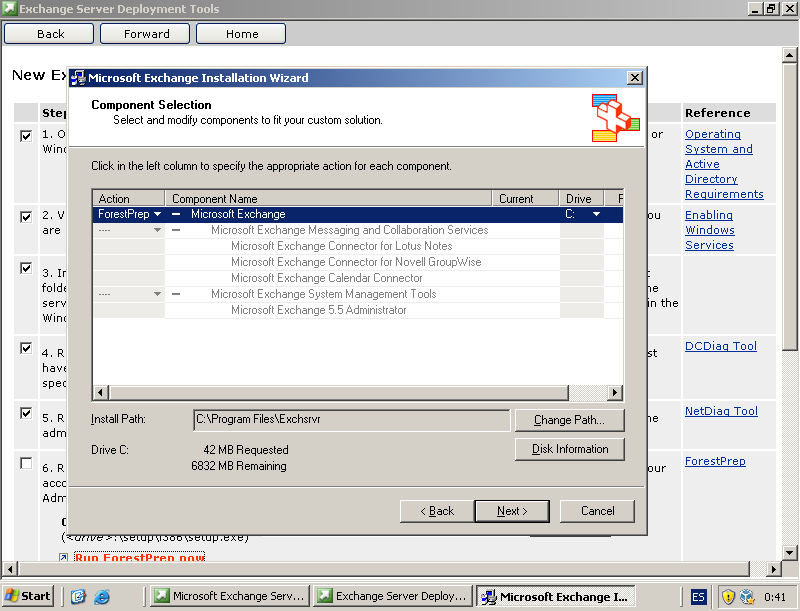 Exchange Server Deployment Tools
Back Forward Home
New Ex
Microsoft Exchange Installation Wizard
Component Selection
Select and modify components to fit your custom solution.
Click in the left column to specify the appropriate action for each component.
Action Component Name Current Drive F
ForestPrep Microsoft Exchange C:
---- Microsoft Exchange Messaging and Collaboration Services
Microsoft Exchange Connector for Lotus Notes
Microsoft Exchange Connector for Novell GroupWise
Microsoft Exchange Calendar Connector
---- Microsoft Exchange System Management Tools
Microsoft Exchange 5.5 Administrator
Install Path: C:\Program Files\Exchsrvr Change Path...
Drive C: 42 MB Requested Disk Information
6832 MB Remaining
< Back Next > Cancel
Step
1. O
Wind
2. V
are
3. In
folde
serv
Wind
4. R
have
spec
5. R
adm
6. R
acco
Adm
(<drive>:\setup\i386\setup.exe)
Run ForestPrep now
or
ou
t
he
in the
st
he
our
Reference
Operating
System and
Active
Directory
Requirements
Enabling
Windows
Services
DCDiag Tool
NetDiag Tool
ForestPrep
Start Microsoft Exchange Serv... Exchange Server Deploy... Microsoft Exchange I... ES 0:41